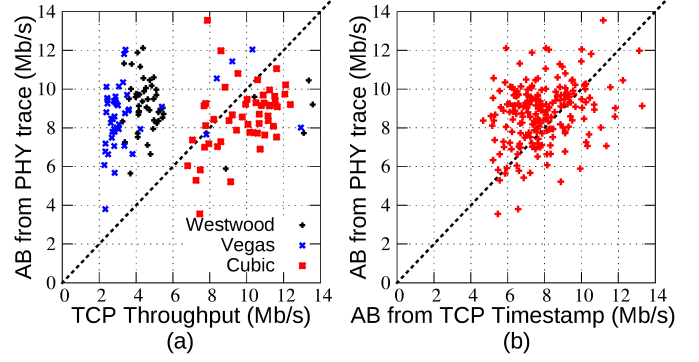 14
12
10
8
6
4
2
0
0 2 4 6 8 10 12 14
AB from PHY trace (Mb/s)
Westwood
Vegas
Cubic
TCP Throughput (Mb/s)
(a)
14
12
10
8
6
4
2
0
0 2 4 6 8 10 12 14
AB from PHY trace (Mb/s)
AB from TCP Timestamp (Mb/s)
(b)